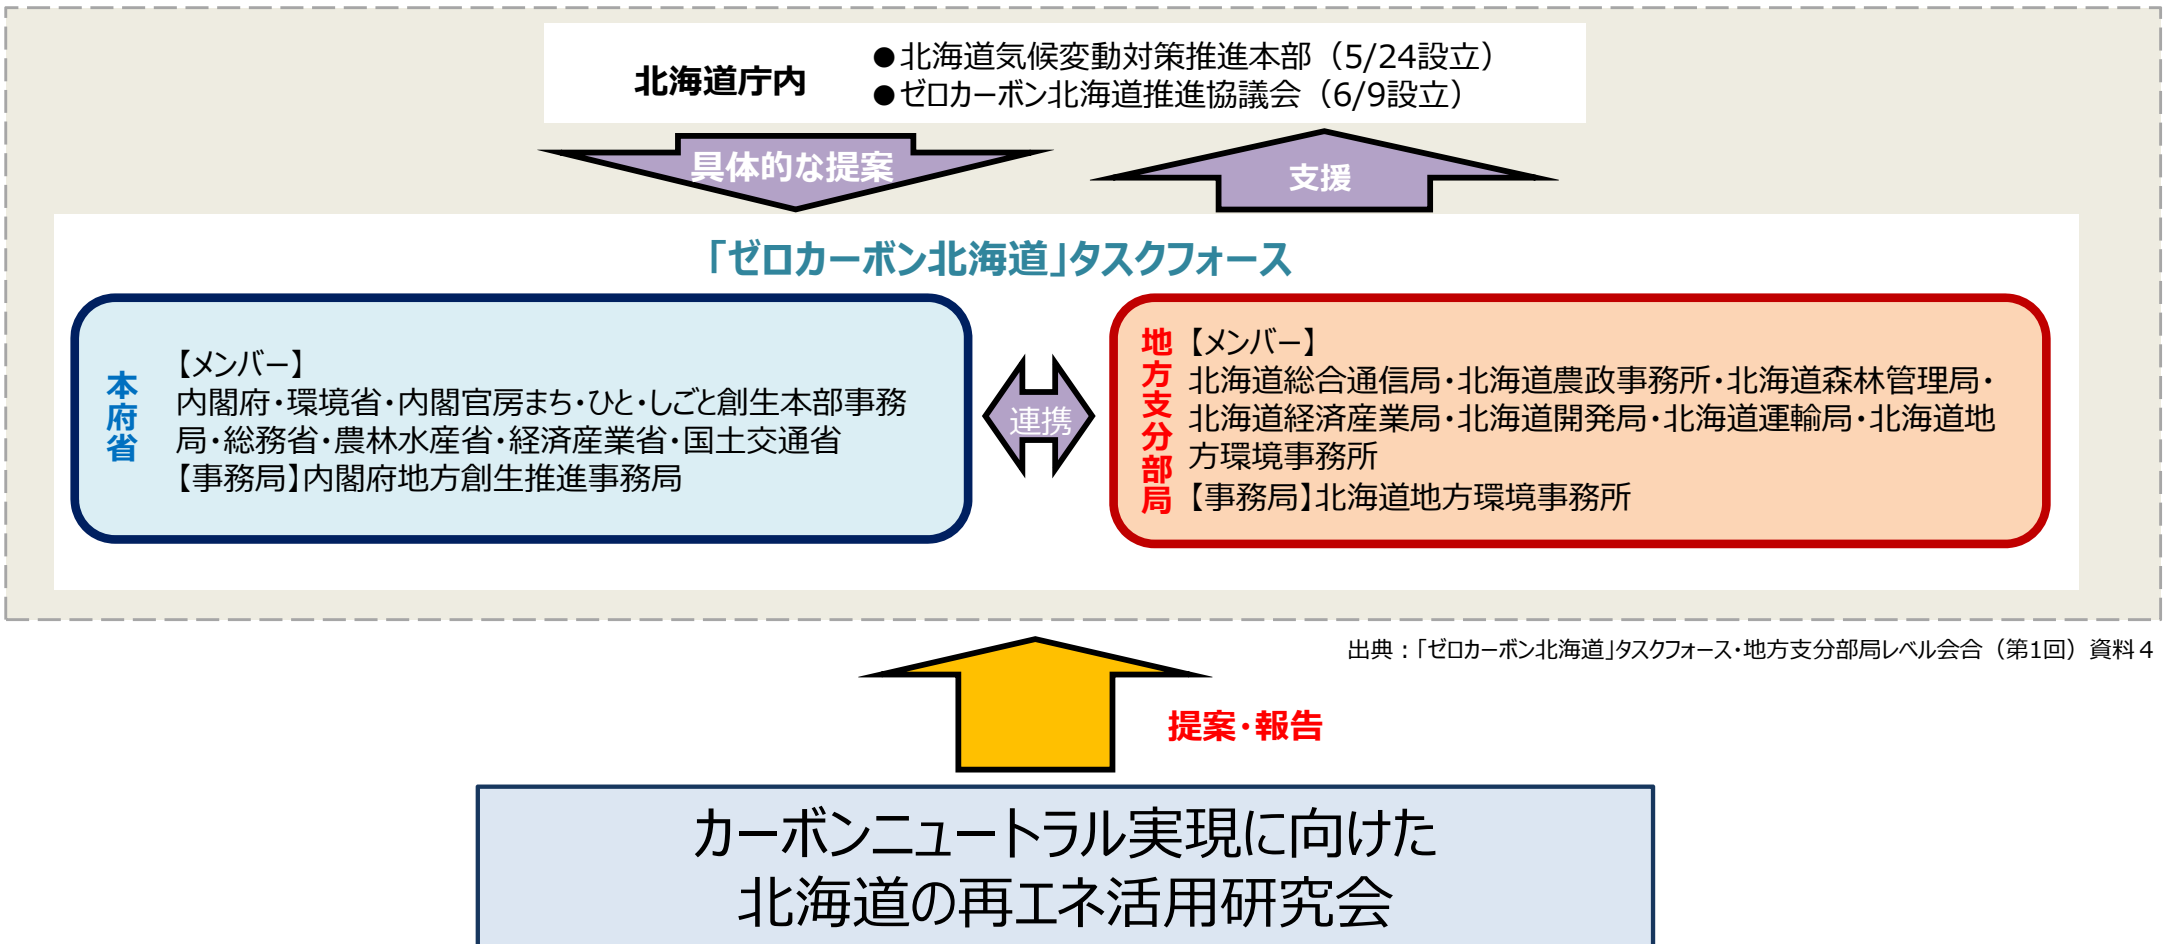 北海道庁内
●北海道気候変動対策推進本部（5/24設立）
●ゼロカーボン北海道推進協議会（6/9設立）
具体的な提案
支援
「ゼロカーボン北海道」タスクフォース
本府省
【メンバー】
内閣府・環境省・内閣官房まち・ひと・しごと創生本部事務
局・総務省・農林水産省・経済産業省・国土交通省
【事務局】内閣府地方創生推進事務局
連携
地方支分部局
【メンバー】
北海道総合通信局・北海道農政事務所・北海道森林管理局・
北海道経済産業局・北海道開発局・北海道運輸局・北海道地
方環境事務所
【事務局】北海道地方環境事務所
出典：「ゼロカーボン北海道」タスクフォース・地方支分部局レベル会合（第1回）資料４
提案・報告
カーボンニュートラル実現に向けた
北海道の再エネ活用研究会